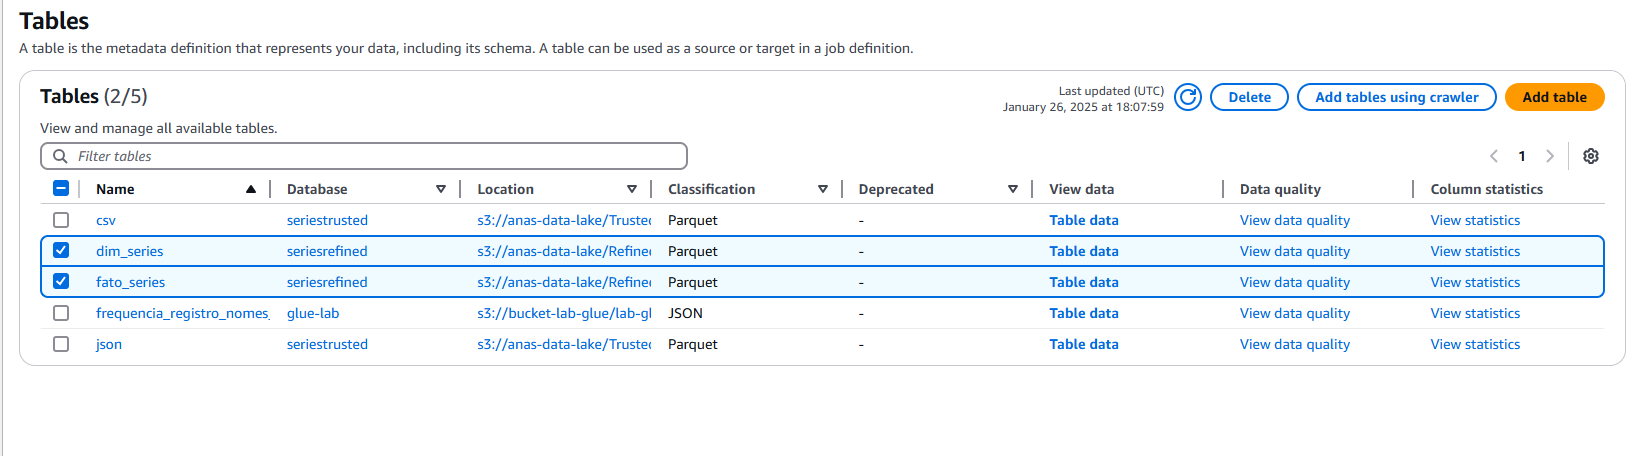 Tables
A table is the metadata definition that represents your data, including its schema. A table can be used as a source or target in a job definition.
Tables (2/5)
Last updated (UTC)
January 26, 2025 at 18:07:59
Delete
Add tables using crawler
Add table
View and manage all available tables.
Filter tables
1
Name Database Location Classification Deprecated View data Data quality Column statistics
csv seriestrusted s3://anas-data-lake/Trusted Parquet - Table data View data quality View statistics
dim_series seriesrefined s3://anas-data-lake/Refined Parquet - Table data View data quality View statistics
fato_series seriesrefined s3://anas-data-lake/Refined Parquet - Table data View data quality View statistics
frequencia_registro_nomes_ glue-lab s3://bucket-lab-glue/lab-gl JSON - Table data View data quality View statistics
json seriestrusted s3://anas-data-lake/Trusted Parquet - Table data View data quality View statistics